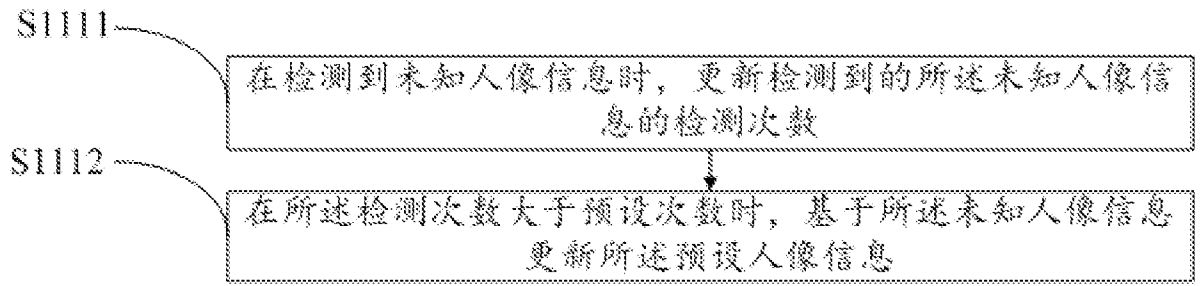 S1111
在检测到未知人像信息时，更新检测到的所述未知人像信
息的检测次数
S1112
在所述检测次数大于预设次数时，基于所述未知人像信息
更新所述预设人像信息